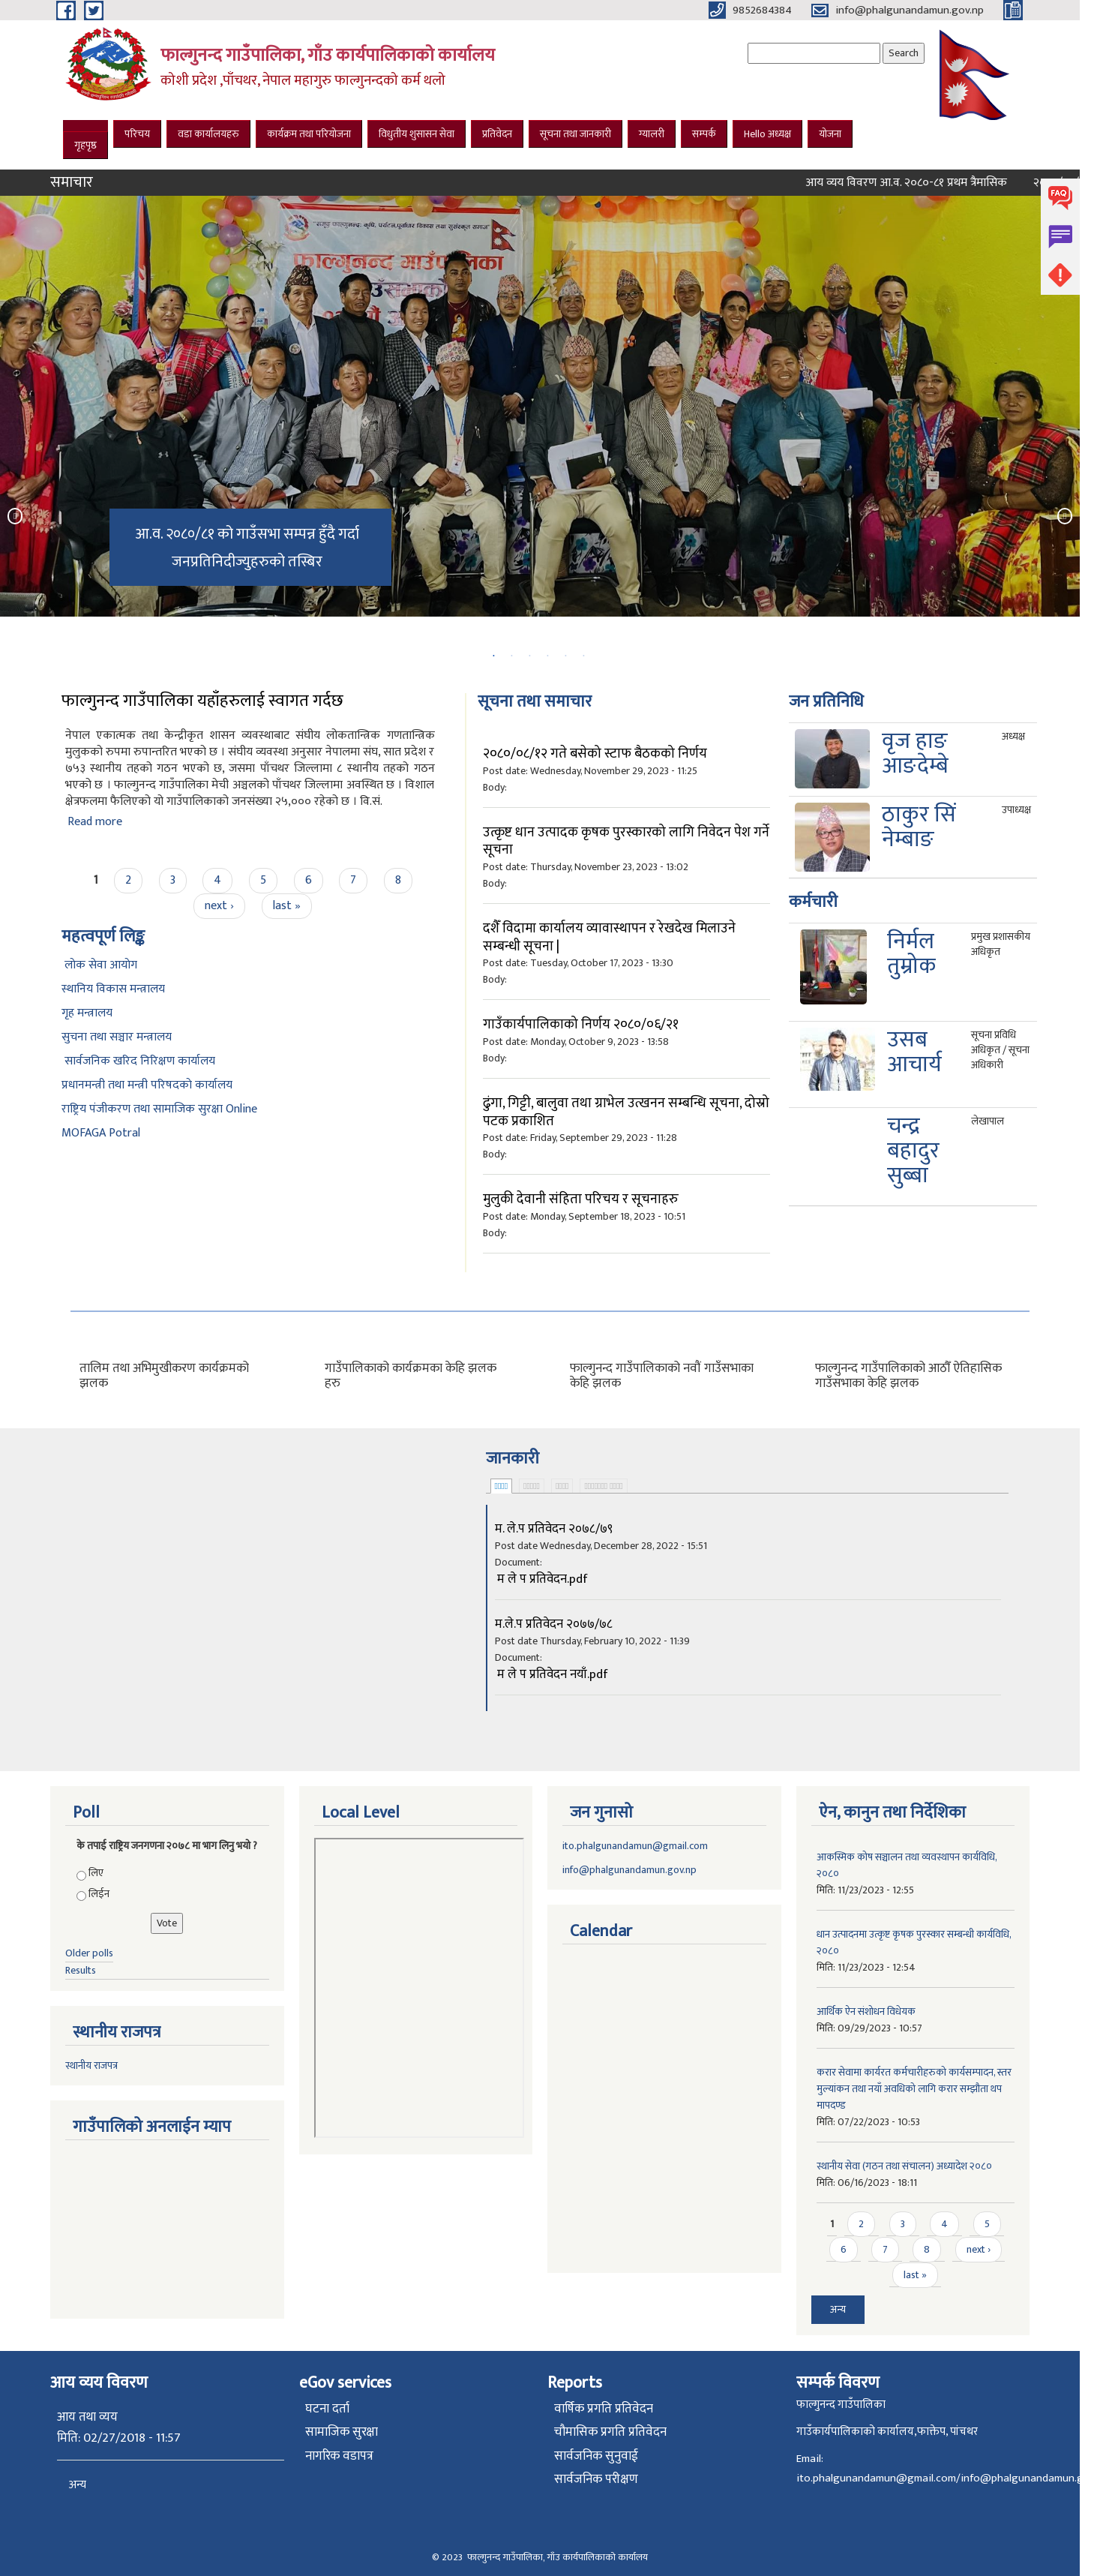 9852684384
info@phalgunandamun.gov.np
फाल्गुनन्द गाउँपालिका, गाँउ कार्यपालिकाको कार्यालय
कोशी प्रदेश ,पाँचथर, नेपाल महागुरु फाल्गुनन्दको कर्म थलो
Search
गृहपृष्ठ
परिचय
वडा कार्यालयहरु
कार्यक्रम तथा परियोजना
विधुतीय शुसासन सेवा
प्रतिवेदन
सूचना तथा जानकारी
ग्यालरी
सम्पर्क
Hello अध्यक्ष
योजना
समाचार
आय व्यय विवरण आ.व. २०८०-८१ प्रथम त्रैमासिक
FAQ
फाल्गुनन्द गाउँपालिका
आ.व. २०८०/८१ को गाउँसभा सम्पन्न हुँदै गर्दा
जनप्रतिनिदीज्युहरुको तस्बिर
फाल्गुनन्द गाउँपालिका यहाँहरुलाई स्वागत गर्दछ
नेपाल एकात्मक तथा केन्द्रीकृत शासन व्यवस्थाबाट संघीय लोकतान्त्रिक गणतान्त्रिक
मुलुकको रुपमा रुपान्तरित भएको छ । संघीय व्यवस्था अनुसार नेपालमा संघ, सात प्रदेश र
७५३ स्थानीय तहको गठन भएको छ, जसमा पाँचथर जिल्लामा ८ स्थानीय तहको गठन
भएको छ । फाल्गुनन्द गाउँपालिका मेची अञ्चलको पाँचथर जिल्लामा अवस्थित छ । विशाल
क्षेत्रफलमा फैलिएको यो गाउँपालिकाको जनसंख्या २५,००० रहेको छ । वि.सं.
Read more
1 2 3 4 5 6 7 8
next › last »
महत्वपूर्ण लिङ्क
लोक सेवा आयोग
स्थानिय विकास मन्त्रालय
गृह मन्त्रालय
सुचना तथा सञ्चार मन्त्रालय
सार्वजनिक खरिद निरिक्षण कार्यालय
प्रधानमन्त्री तथा मन्त्री परिषदको कार्यालय
राष्ट्रिय पंजीकरण तथा सामाजिक सुरक्षा Online
MOFAGA Potral
सूचना तथा समाचार
२०८०/०८/१२ गते बसेको स्टाफ बैठकको निर्णय
Post date: Wednesday, November 29, 2023 - 11:25
Body:
उत्कृष्ट धान उत्पादक कृषक पुरस्कारको लागि निवेदन पेश गर्ने
सूचना
Post date: Thursday, November 23, 2023 - 13:02
Body:
दशैँ विदामा कार्यालय व्यावास्थापन र रेखदेख मिलाउने
सम्बन्धी सूचना |
Post date: Tuesday, October 17, 2023 - 13:30
Body:
गाउँकार्यपालिकाको निर्णय २०८०/०६/२१
Post date: Monday, October 9, 2023 - 13:58
Body:
ढुंगा, गिट्टी, बालुवा तथा ग्राभेल उत्खनन सम्बन्धि सूचना, दोस्रो
पटक प्रकाशित
Post date: Friday, September 29, 2023 - 11:28
Body:
मुलुकी देवानी संहिता परिचय र सूचनाहरु
Post date: Monday, September 18, 2023 - 10:51
Body:
जन प्रतिनिधि
वृज हाङ
आङदेम्बे
अध्यक्ष
ठाकुर सिं
नेम्बाङ
उपाध्यक्ष
कर्मचारी
निर्मल
तुम्रोक
प्रमुख प्रशासकीय
अधिकृत
उसब
आचार्य
सूचना प्रविधि
अधिकृत / सूचना
अधिकारी
चन्द्र
बहादुर
सुब्बा
लेखापाल
तालिम तथा अभिमुखीकरण कार्यक्रमको
झलक
गाउँपालिकाको कार्यक्रमका केहि झलक
हरु
फाल्गुनन्द गाउँपालिकाको नवौं गाउँसभाका
केहि झलक
फाल्गुनन्द गाउँपालिकाको आठौँ ऐतिहासिक
गाउँसभाका केहि झलक
जानकारी
म. ले.प प्रतिवेदन २०७८/७९
Post date Wednesday, December 28, 2022 - 15:51
Document:
म ले प प्रतिवेदन.pdf
म.ले.प प्रतिवेदन २०७७/७८
Post date Thursday, February 10, 2022 - 11:39
Document:
म ले प प्रतिवेदन नयाँ.pdf
Poll
के तपाई राष्ट्रिय जनगणना २०७८ मा भाग लिनु भयो ?
लिए
लिईन
Vote
Older polls
Results
स्थानीय राजपत्र
स्थानीय राजपत्र
गाउँपालिको अनलाईन म्याप
Local Level
जन गुनासो
ito.phalgunandamun@gmail.com
info@phalgunandamun.gov.np
Calendar
ऐन, कानुन तथा निर्देशिका
आकस्मिक कोष सञ्चालन तथा व्यवस्थापन कार्यविधि,
२०८०
मिति: 11/23/2023 - 12:55
धान उत्पादनमा उत्कृष्ट कृषक पुरस्कार सम्बन्धी कार्यविधि,
२०८०
मिति: 11/23/2023 - 12:54
आर्थिक ऐन संशोधन विधेयक
मिति: 09/29/2023 - 10:57
करार सेवामा कार्यरत कर्मचारीहरुको कार्यसम्पादन, स्तर
मुल्यांकन तथा नयाँ अवधिको लागि करार सम्झौता थप
मापदण्ड
मिति: 07/22/2023 - 10:53
स्थानीय सेवा (गठन तथा संचालन) अध्यादेश २०८०
मिति: 06/16/2023 - 18:11
1 2 3 4 5
6 7 8 next ›
last »
अन्य
आय व्यय विवरण
आय तथा व्यय
मिति: 02/27/2018 - 11:57
अन्य
eGov services
घटना दर्ता
सामाजिक सुरक्षा
नागरिक वडापत्र
Reports
वार्षिक प्रगति प्रतिवेदन
चौमासिक प्रगति प्रतिवेदन
सार्वजनिक सुनुवाई
सार्वजनिक परीक्षण
सम्पर्क विवरण
फाल्गुनन्द गाउँपालिका
गाउँकार्यपालिकाको कार्यालय,फाक्तेप, पांचथर
Email:
ito.phalgunandamun@gmail.com/info@phalgunandamun.g
© 2023 फाल्गुनन्द गाउँपालिका, गाँउ कार्यपालिकाको कार्यालय